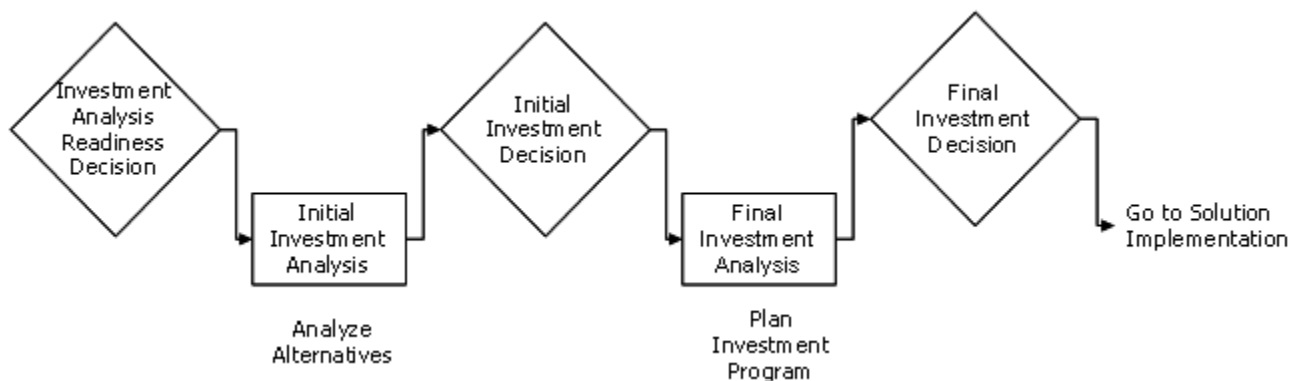 Investment
Analysis
Readiness
Decision
Initial
Investment
Analysis
Analyze
Alternatives
Initial
Investment
Decision
Final
Investment
Analysis
Plan
Investment
Program
Final
Investment
Decision
Go to Solution
Implementation